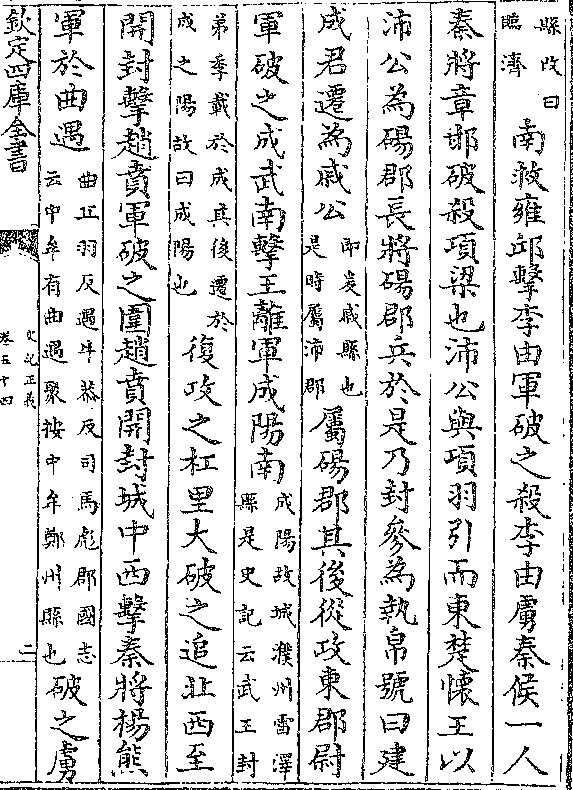 縣改曰臨濟南救雍邱擊李由軍破之殺李由虜秦候一人
秦將章邯破殺項梁也沛公與項羽引而東楚懷王以
沛公為碭郡長將碭郡兵於是乃封參為執帛號曰建
成君遷為戚公即爰戚縣也是時屬沛郡屬碭郡其後從攻東郡尉
軍破之成武南擊王離軍成陽南成陽故城濮州雷澤縣是史記云武王封
弟季載於成其後遷於成之陽故曰成陽也復攻之杠里大破之追北西至
開封擊趙賁軍破之圍趙賁開封城中西擊秦將楊熊
軍於曲遇曲丘羽反遇牛恭反司馬彪郡國志云中牟有曲遇聚按中牟鄭州縣也破之虜
欽定四庫全書
史記正義
卷五十四
二